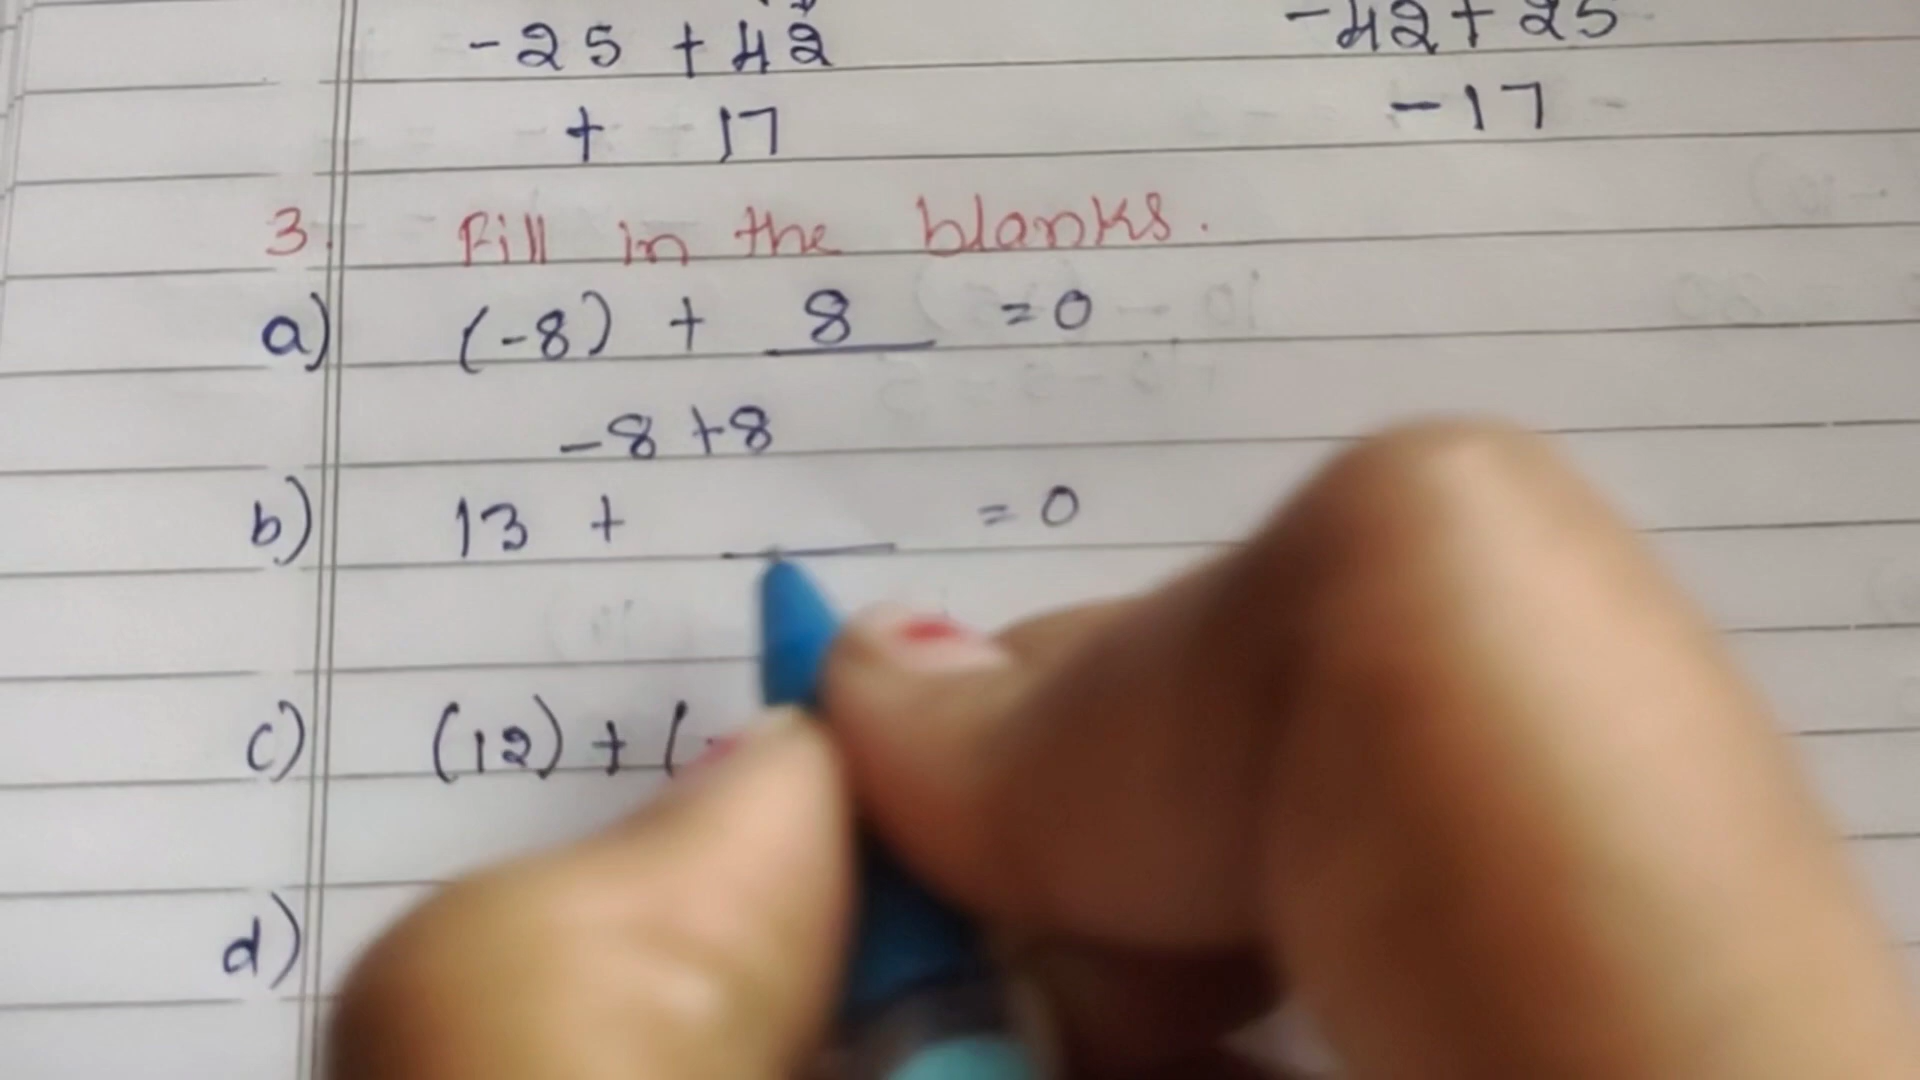 -25 + 42 -42 + 25
+ 17 -17
3. Fill in the blanks.
a) (-8) + 8 = 0
-8 + 8
b) 13 + ___ = 0
c) (12) + (-
d)